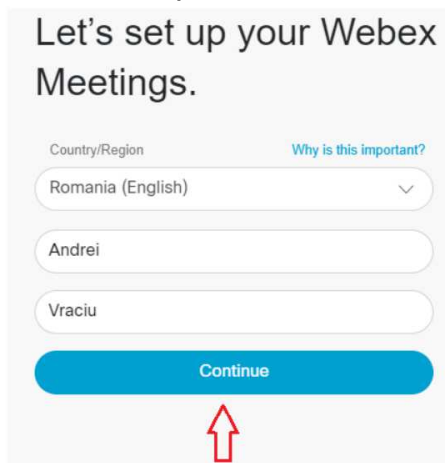 Let's set up your Webex
Meetings.
Country/Region Why is this important?
Romania (English)
Andrei
Vraciu
Continue